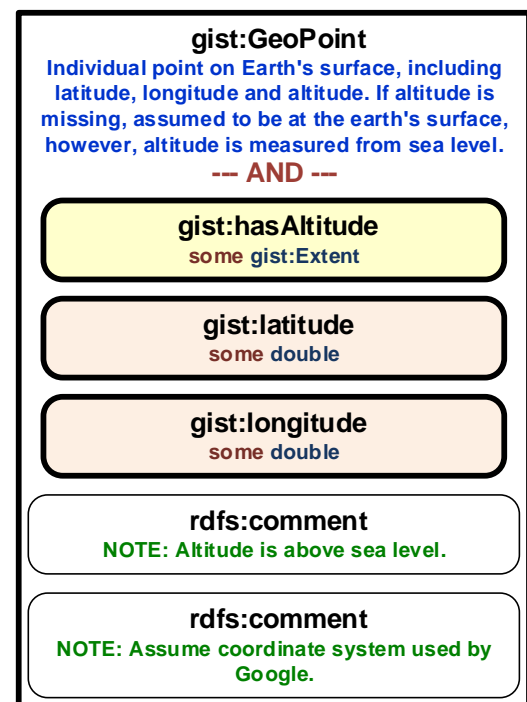 gist:GeoPoint
Individual point on Earth's surface, including
latitude, longitude and altitude. If altitude is
missing, assumed to be at the earth's surface,
however, altitude is measured from sea level.
--- AND ---
gist:hasAltitude
some gist:Extent
gist:latitude
some double
gist:longitude
some double
rdfs:comment
NOTE: Altitude is above sea level.
rdfs:comment
NOTE: Assume coordinate system used by
Google.